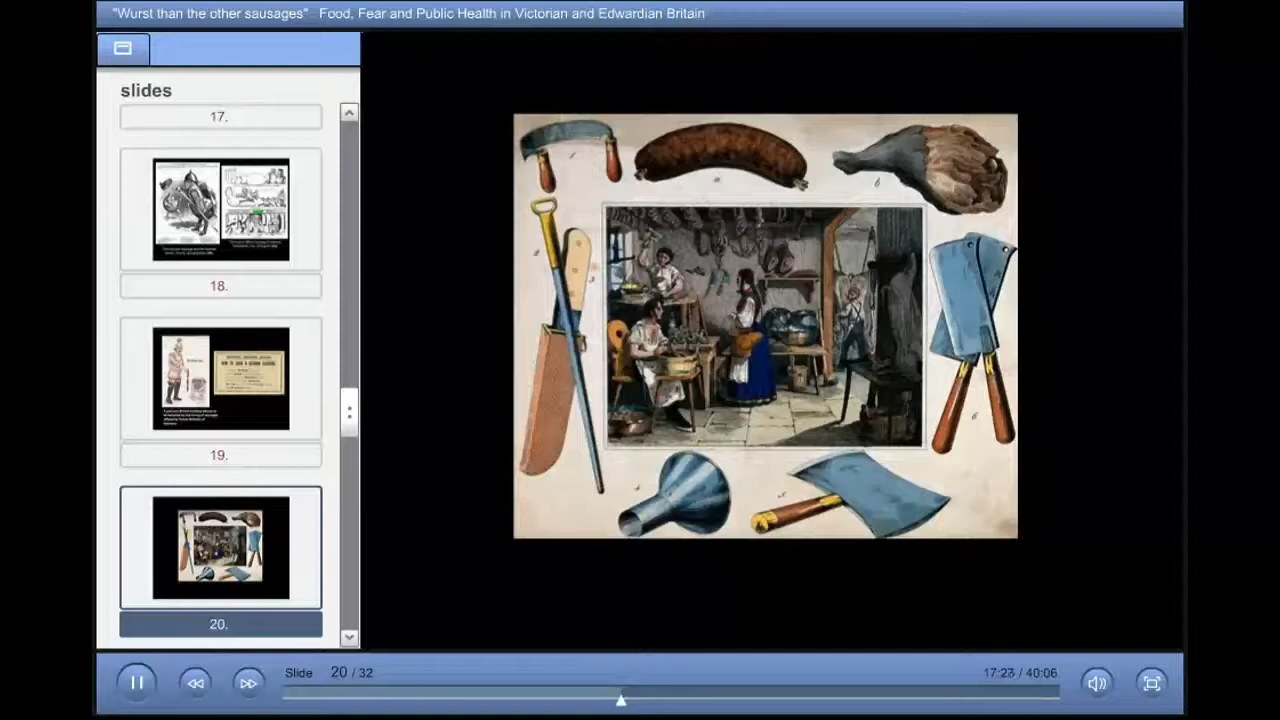 "Wurst than the other sausages" Food, Fear and Public Health in Victorian and Edwardian Britain
slides
17.
18.
19.
20.
Slide 20 / 32
17:23 / 40:06